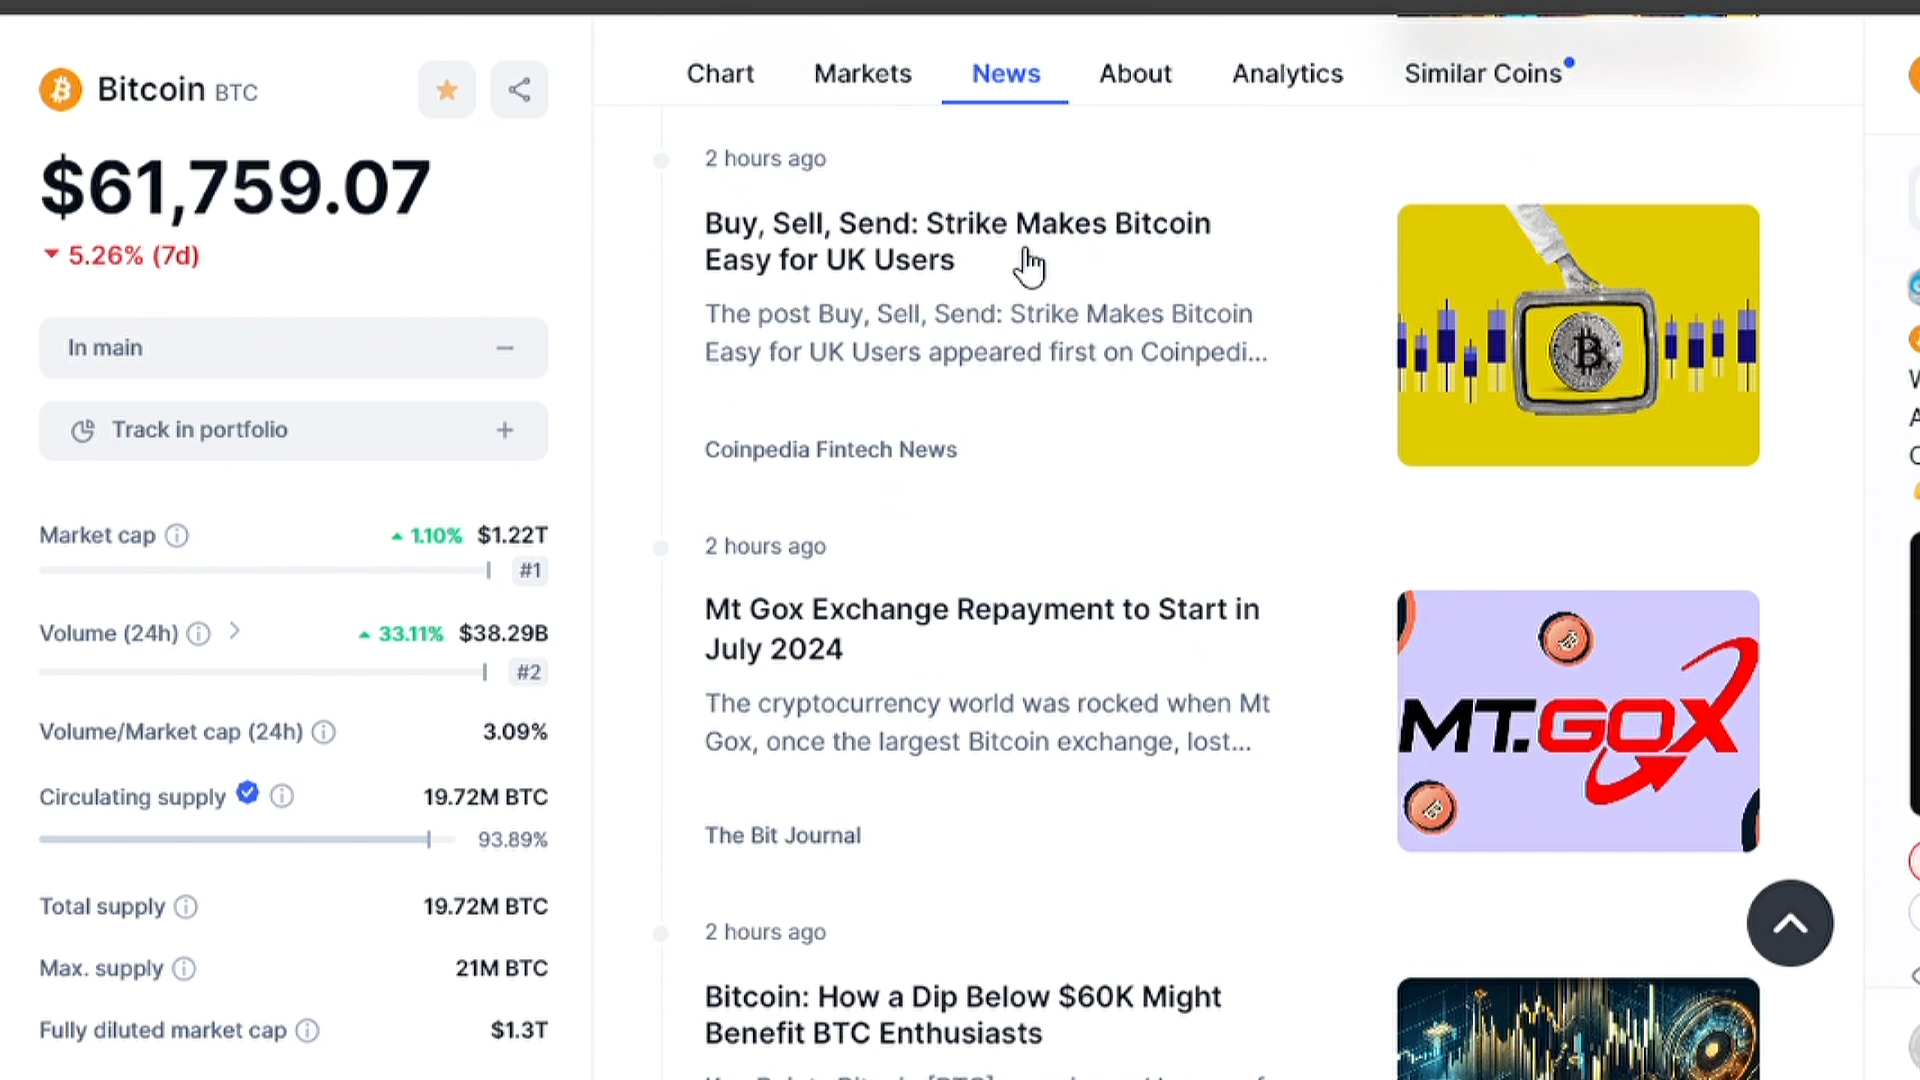 Bitcoin BTC
$61,759.07
5.26% (7d)
In main
Track in portfolio
Market cap 1.10% $1.22T
#1
Volume (24h) 33.11% $38.29B
#2
Volume/Market cap (24h) 3.09%
Circulating supply 19.72M BTC
93.89%
Total supply 19.72M BTC
Max. supply 21M BTC
Fully diluted market cap $1.3T
Chart Markets News About Analytics Similar Coins
2 hours ago
Buy, Sell, Send: Strike Makes Bitcoin
Easy for UK Users
The post Buy, Sell, Send: Strike Makes Bitcoin
Easy for UK Users appeared first on Coinpedi...
Coinpedia Fintech News
2 hours ago
Mt Gox Exchange Repayment to Start in
July 2024
The cryptocurrency world was rocked when Mt
Gox, once the largest Bitcoin exchange, lost...
The Bit Journal
MT.GOX
2 hours ago
Bitcoin: How a Dip Below $60K Might
Benefit BTC Enthusiasts